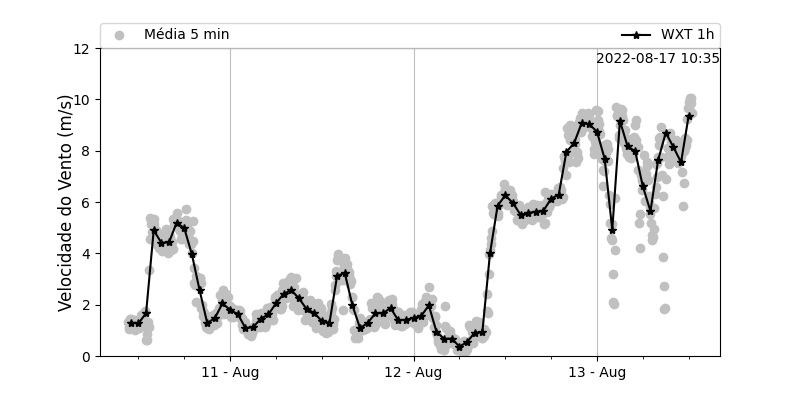 Média 5 min
WXT 1h
2022-08-17 10:35
Velocidade do Vento (m/s)
12
10
8
6
4
2
0
11 - Aug
12 - Aug
13 - Aug